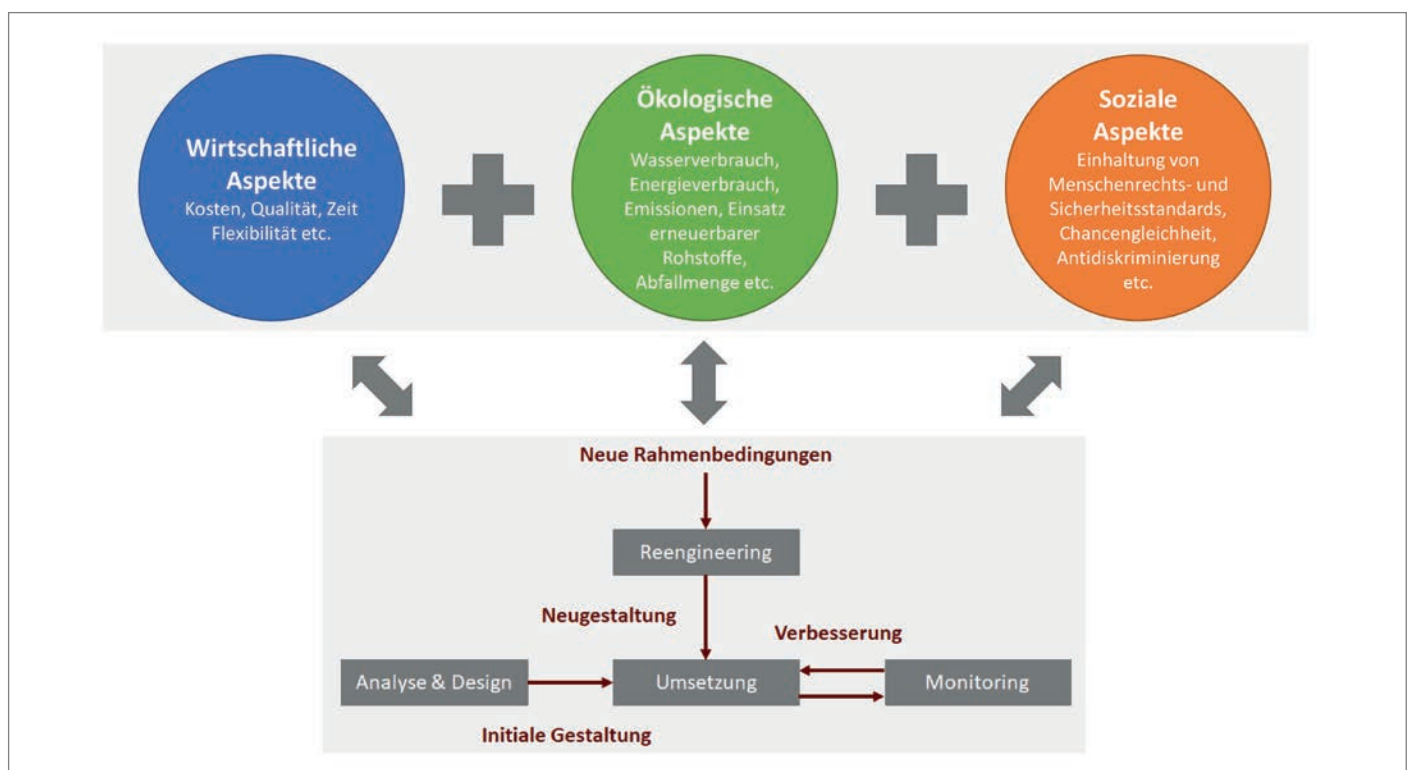 Wirtschaftliche
Aspekte
Kosten, Qualität, Zeit
Flexibilität etc.
Ökologische
Aspekte
Wasserverbrauch,
Energieverbrauch,
Emissionen, Einsatz
erneuerbarer
Rohstoffe,
Abfallmenge etc.
Soziale
Aspekte
Einhaltung von
Menschenrechts- und
Sicherheitsstandards,
Chancengleichheit,
Antidiskriminierung
etc.
Neue Rahmenbedingungen
Reengineering
Neugestaltung
Verbesserung
Analyse & Design
Umsetzung
Monitoring
Initiale Gestaltung